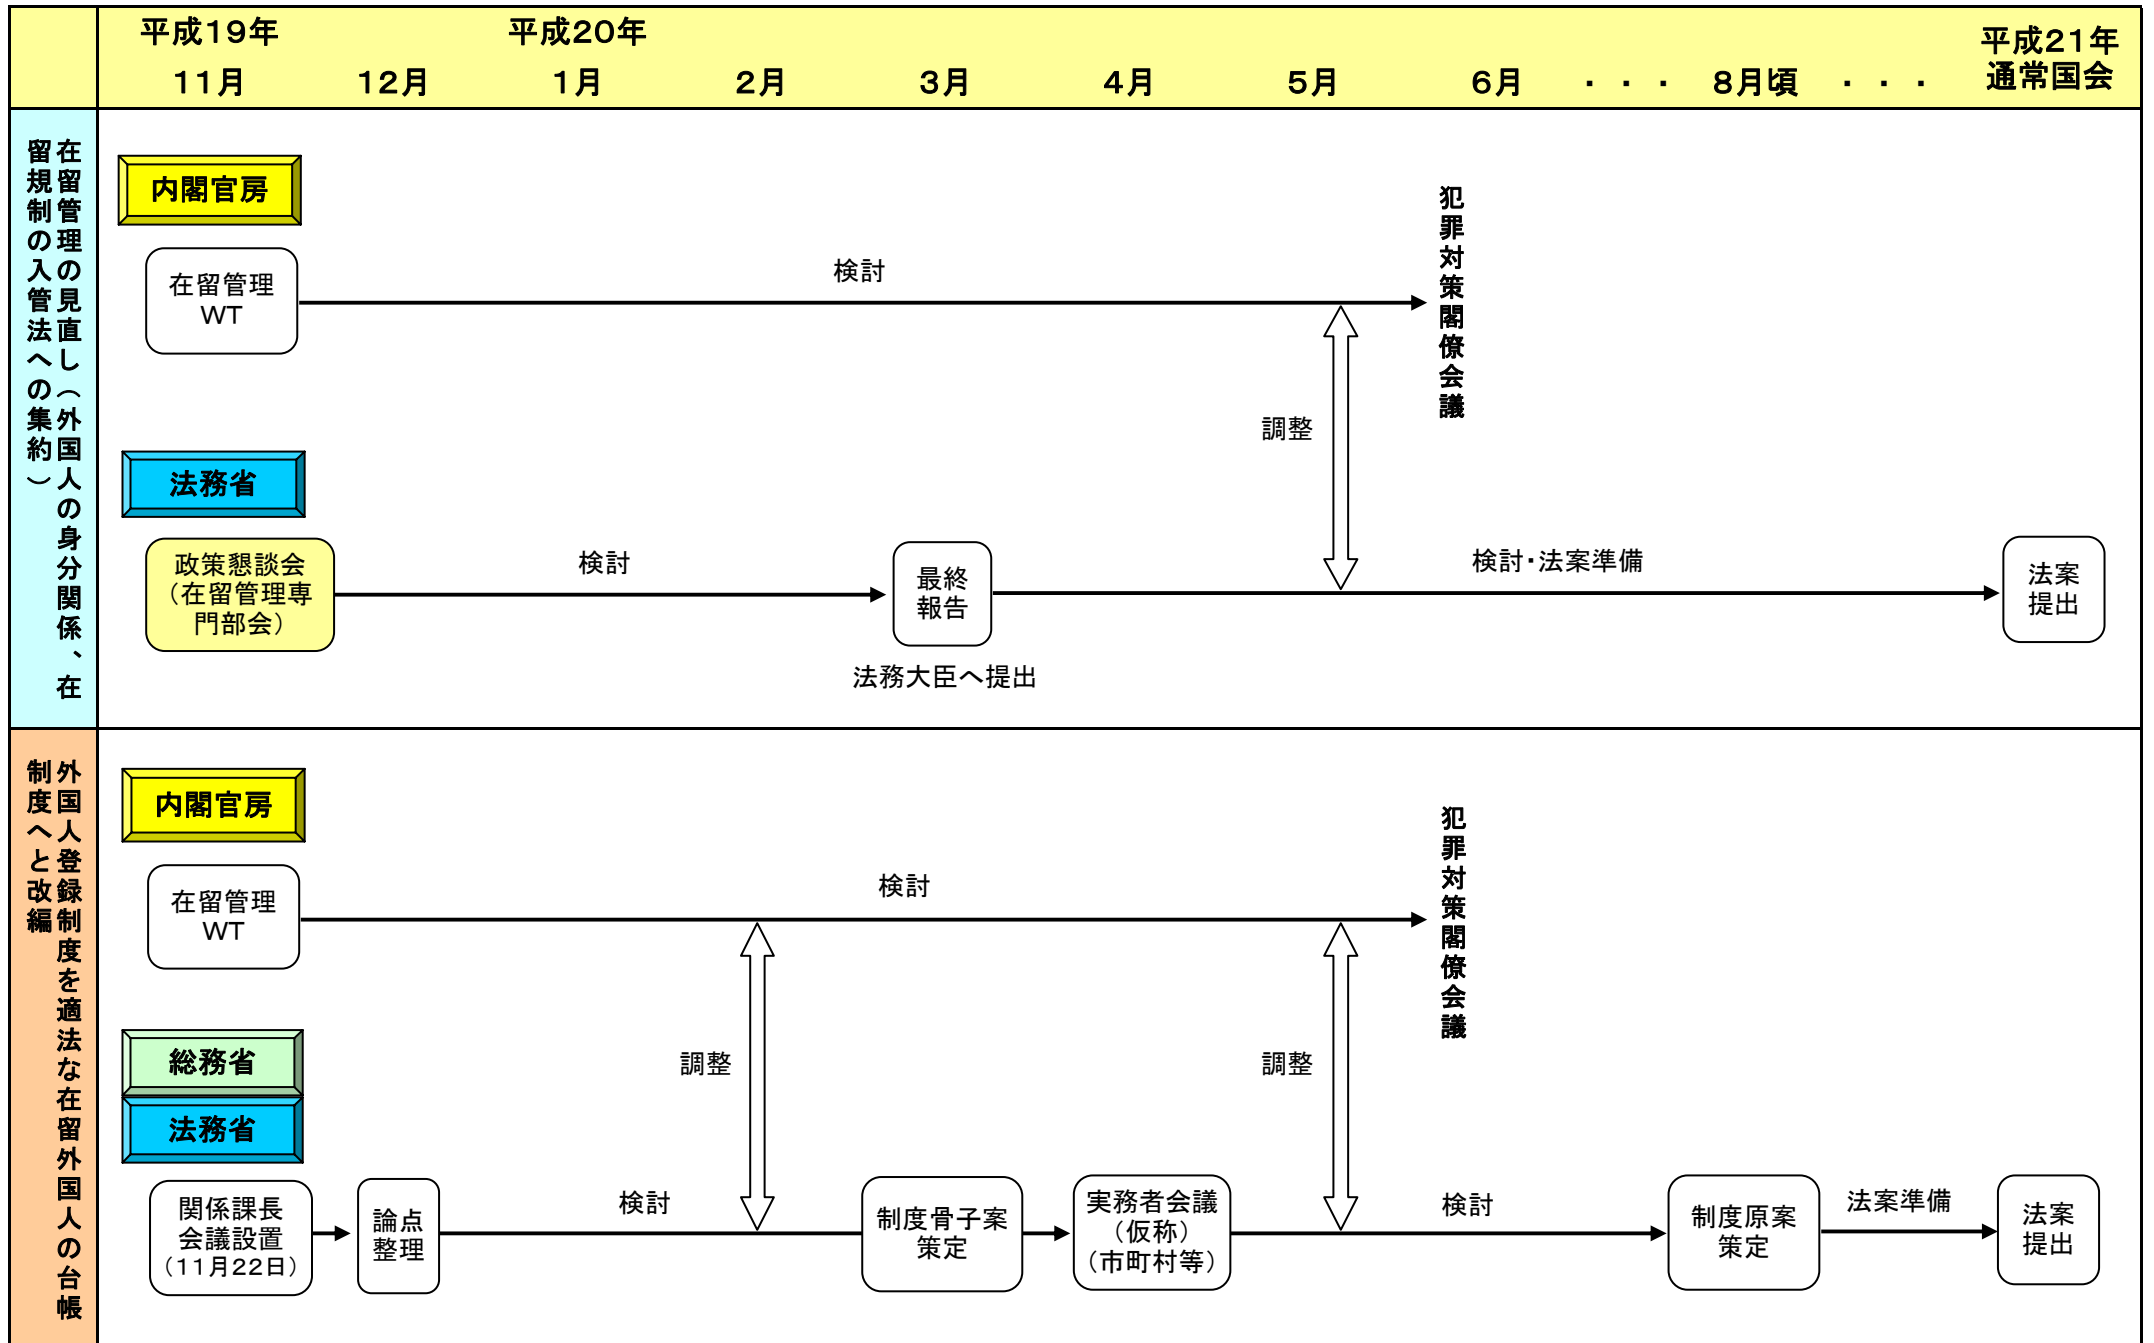 平成19年
平成20年
平成21年
11月
12月
1月
2月
3月
4月
5月
6月
・・・
8月頃
・・・
通常国会
在留管理の見直し（外国人の身分関係、在
留規制の入管法への集約）
内閣官房
在留管理
WT
検討
犯罪対策閣僚会議
調整
法務省
政策懇談会
（在留管理専
門部会）
検討
最終
報告
法務大臣へ提出
検討・法案準備
法案
提出
外国人登録制度を適法な在留外国人の台帳
制度へと改編
内閣官房
在留管理
WT
検討
犯罪対策閣僚会議
調整
調整
総務省
法務省
関係課長
会議設置
（11月22日）
論点
整理
検討
制度骨子案
策定
実務者会議
（仮称）
（市町村等）
検討
制度原案
策定
法案準備
法案
提出